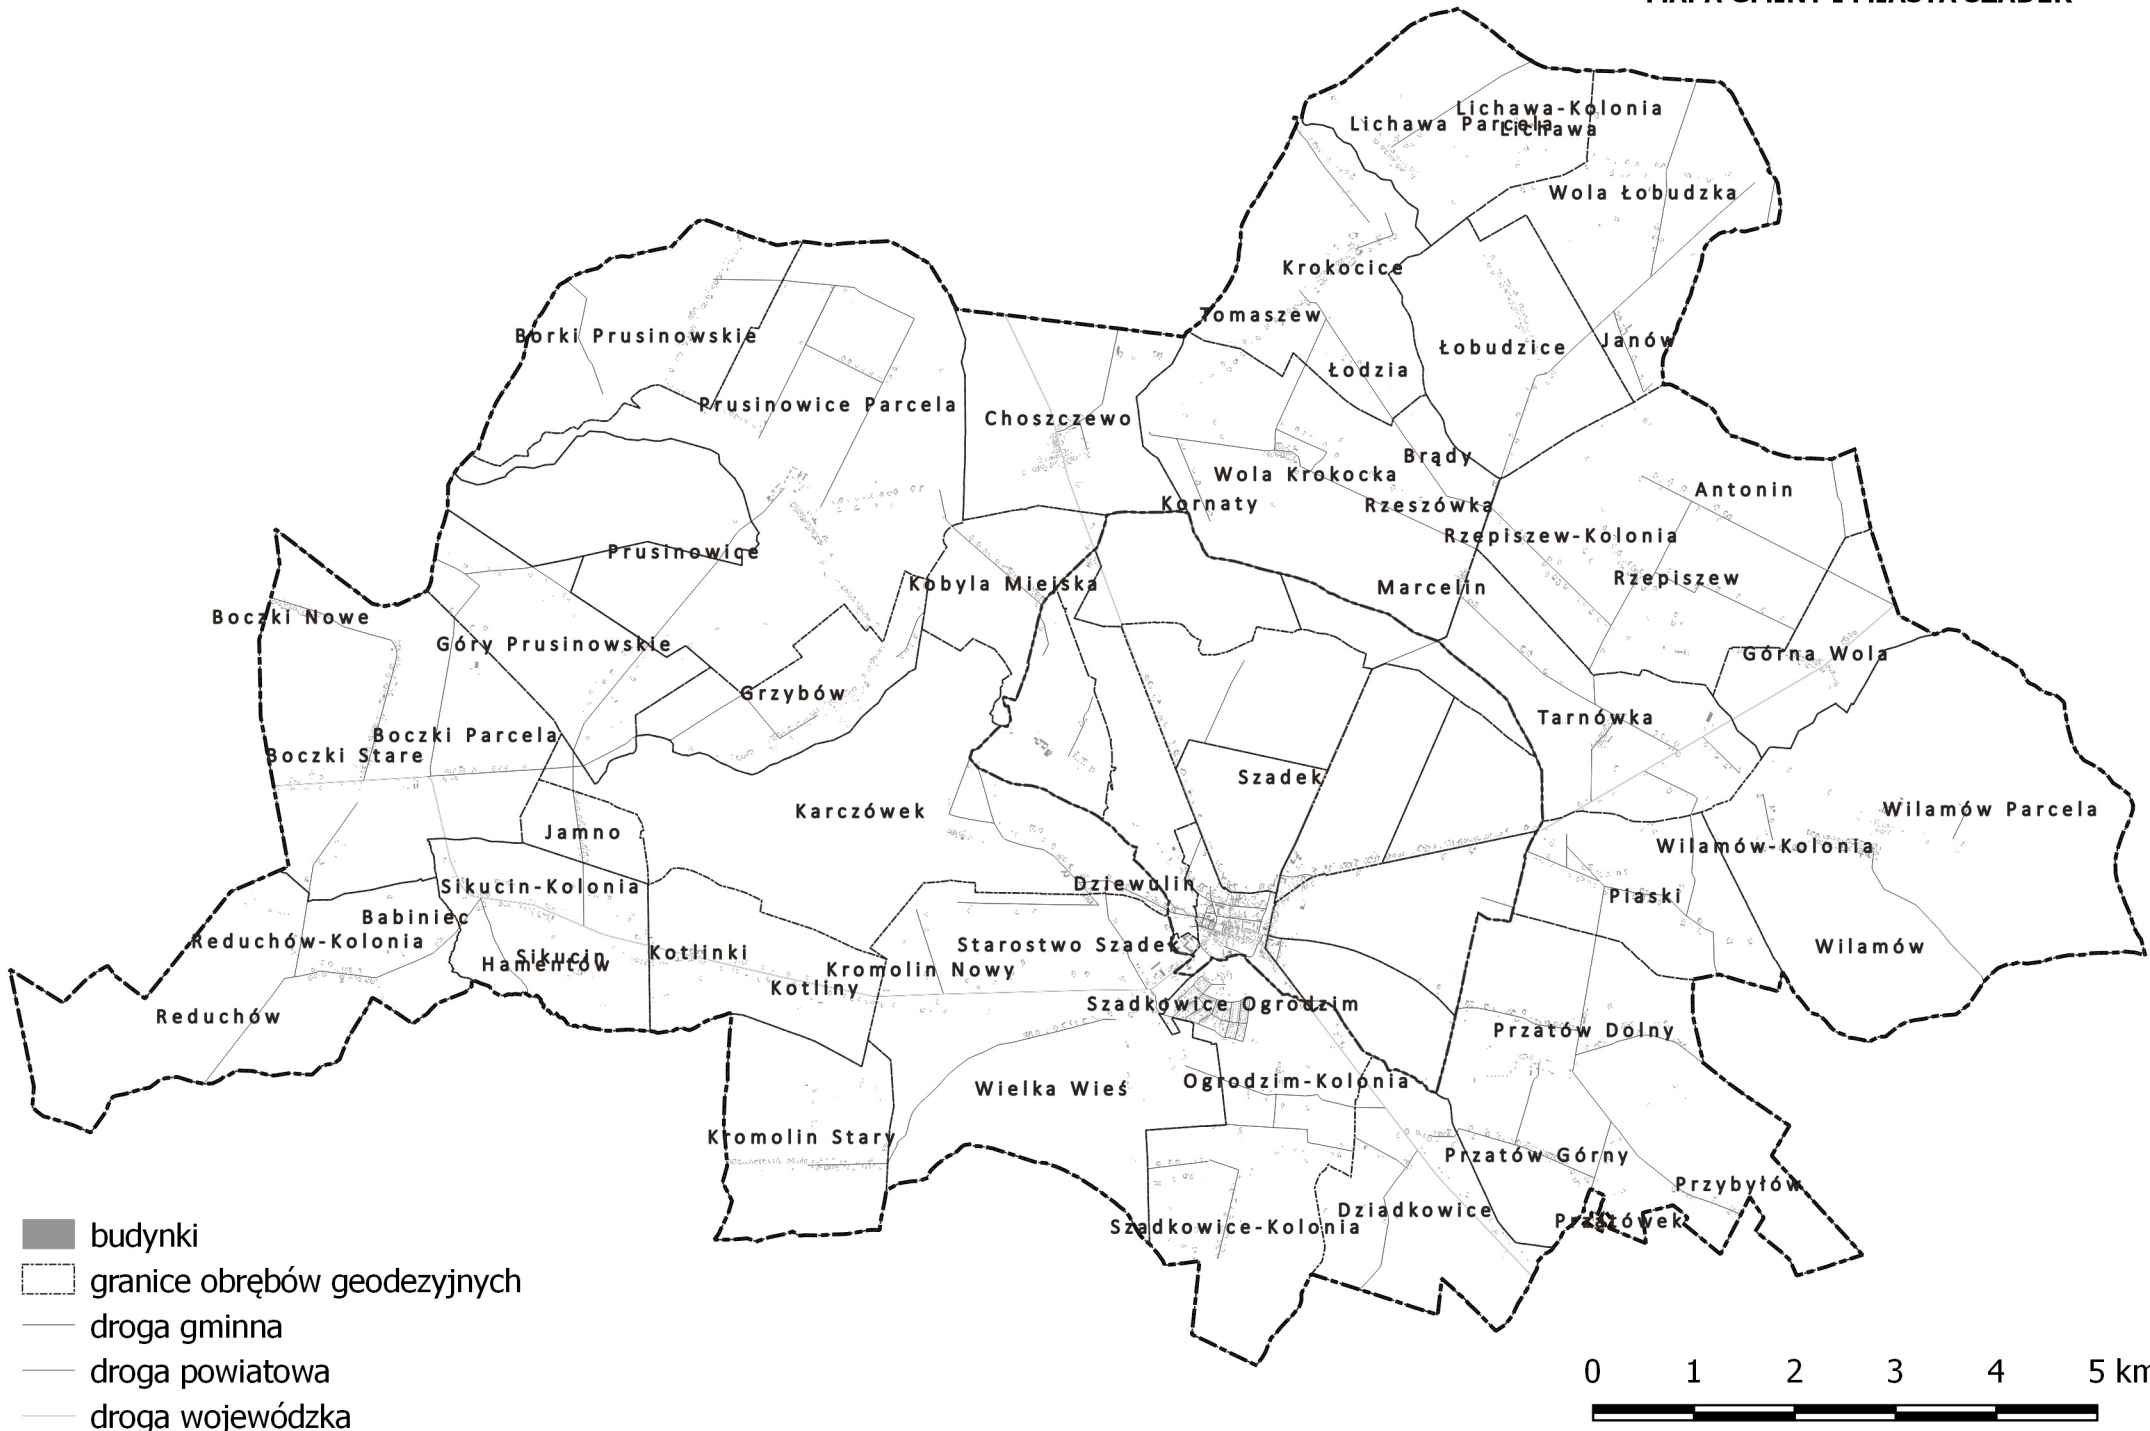 MAPA GMINY I MIASTA SZADEK
Lichawa-Kolonia
Lichawa Parcela
Lichawa
Wola Łobudzka
Krokocice
Tomaszew
Borki Prusinowskie
Janów
Łobudzice
Łodzia
Prusinowice Parcela
Choszczewo
Brądy
Wola Krokocka
Antonin
Kornaty
Rzeszówka
Rzepiszew-Kolonia
Prusinowice
Rzepiszew
Kobyla Miejska
Marcelin
Boczki Nowe
Góry Prusinowskie
Górna Wola
Grzybów
Tarnówka
Boczki Parcela
Boczki Stare
Szadek
Karczówek
Wilamów Parcela
Jamno
Wilamów-Kolonia
Dziewulin
Sikucin-Kolonia
Piaski
Babiniec
Reduchów-Kolonia
Starostwo Szadek
Wilamów
Kotlinki
Sikucin
Hamentów
Kromolin Nowy
Kotliny
Szadkowice Ogrodzim
Reduchów
Przatów Dolny
Ogrodzim-Kolonia
Wielka Wieś
Kromolin Stary
Przatów Górny
Przybyłów
Dziadkowice
Przatówek
Szadkowice-Kolonia
budynki
granice obrębów geodezyjnych
droga gminna
droga powiatowa
droga wojewódzka
0 1 2 3 4 5 km